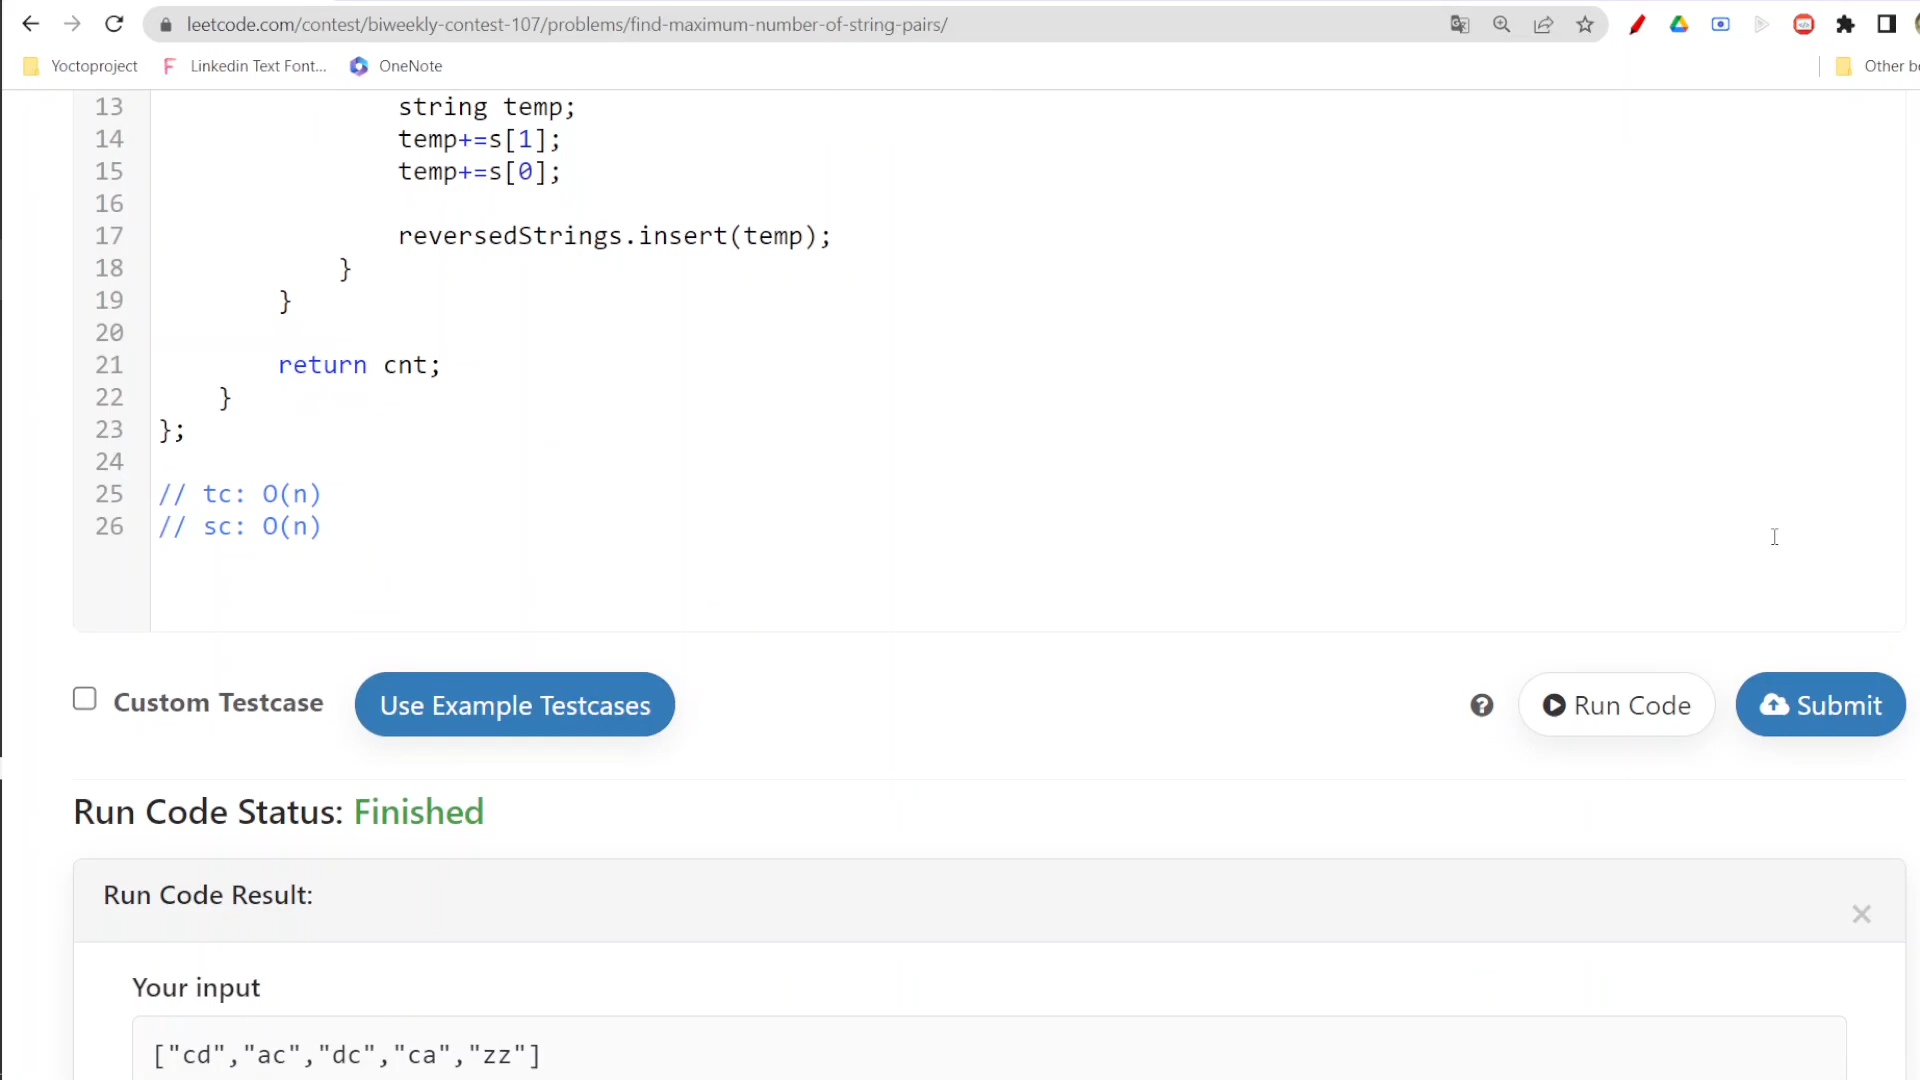 leetcode.com/contest/biweekly-contest-107/problems/find-maximum-number-of-string-pairs/
Yoctoproject Linkedin Text Font... OneNote Other bo
13 string temp;
14 temp+=s[1];
15 temp+=s[0];
16
17 reversedStrings.insert(temp);
18 }
19 }
20
21 return cnt;
22 }
23 };
24
25 // tc: O(n)
26 // sc: O(n)
Custom Testcase Use Example Testcases Run Code Submit
Run Code Status: Finished
Run Code Result:
Your input
["cd","ac","dc","ca","zz"]